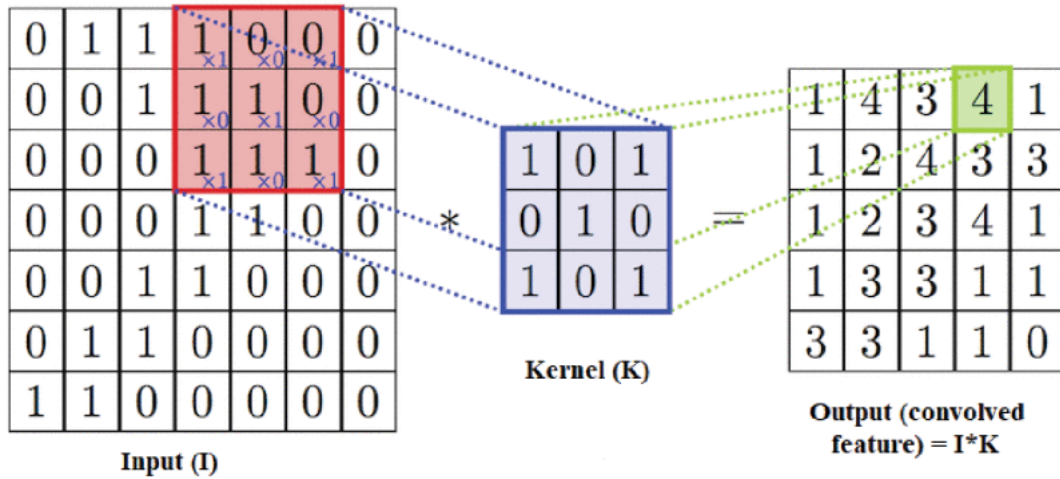 0 1 1 1×1 0×0 0×1 0
0 0 1 1×0 1×1 0×0 0
0 0 0 1×1 1×0 1×1 0
0 0 0 1 1 0 0
0 0 1 1 0 0 0
0 1 1 0 0 0 0
1 1 0 0 0 0 0
Input (I)
*
1 0 1
0 1 0
1 0 1
Kernel (K)
=
1 4 3 4 1
1 2 4 3 3
1 2 3 4 1
1 3 3 1 1
3 3 1 1 0
Output (convolved
feature) = I*K